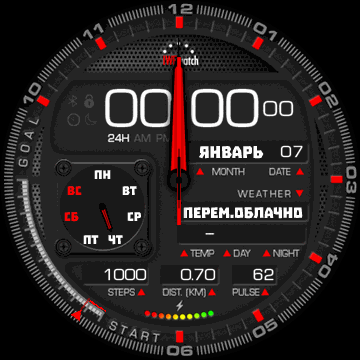 12
11
01
10
02
watch
00:00 00
24H AM PM
ЯНВАРЬ 07
MONTH DATE
GOAL
09
03
ПН
ВС ВТ
СБ СР
ПТ ЧТ
WEATHER
ПЕРЕМ.ОБЛАЧНО
–
TEMP DAY NIGHT
1000 0.70 62
STEPS DIST. (KM) PULSE
04
START
05
06